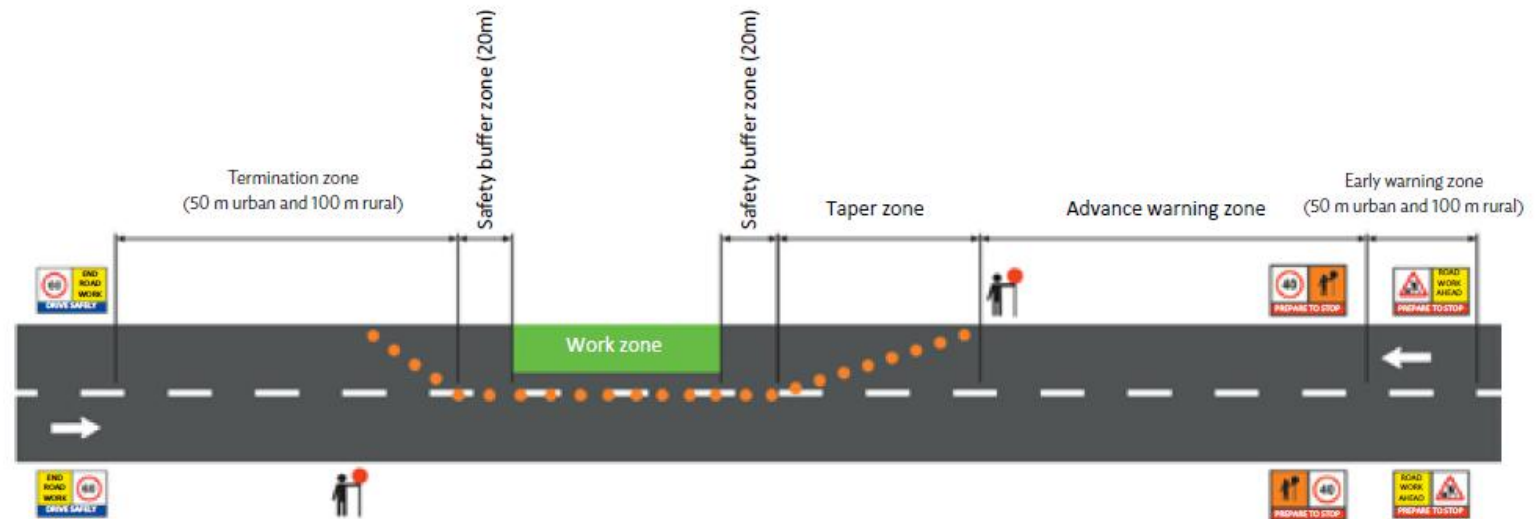 Safety buffer zone (20m)
Safety buffer zone (20m)
Termination zone
(50 m urban and 100 m rural)
Taper zone
Advance warning zone
Early warning zone
(50 m urban and 100 m rural)
60
END
ROAD
WORK
DRIVE SAFELY
40
PREPARE TO STOP
ROAD
WORK
AHEAD
PREPARE TO STOP
Work zone
END
ROAD
WORK
60
DRIVE SAFELY
40
PREPARE TO STOP
ROAD
WORK
AHEAD
PREPARE TO STOP